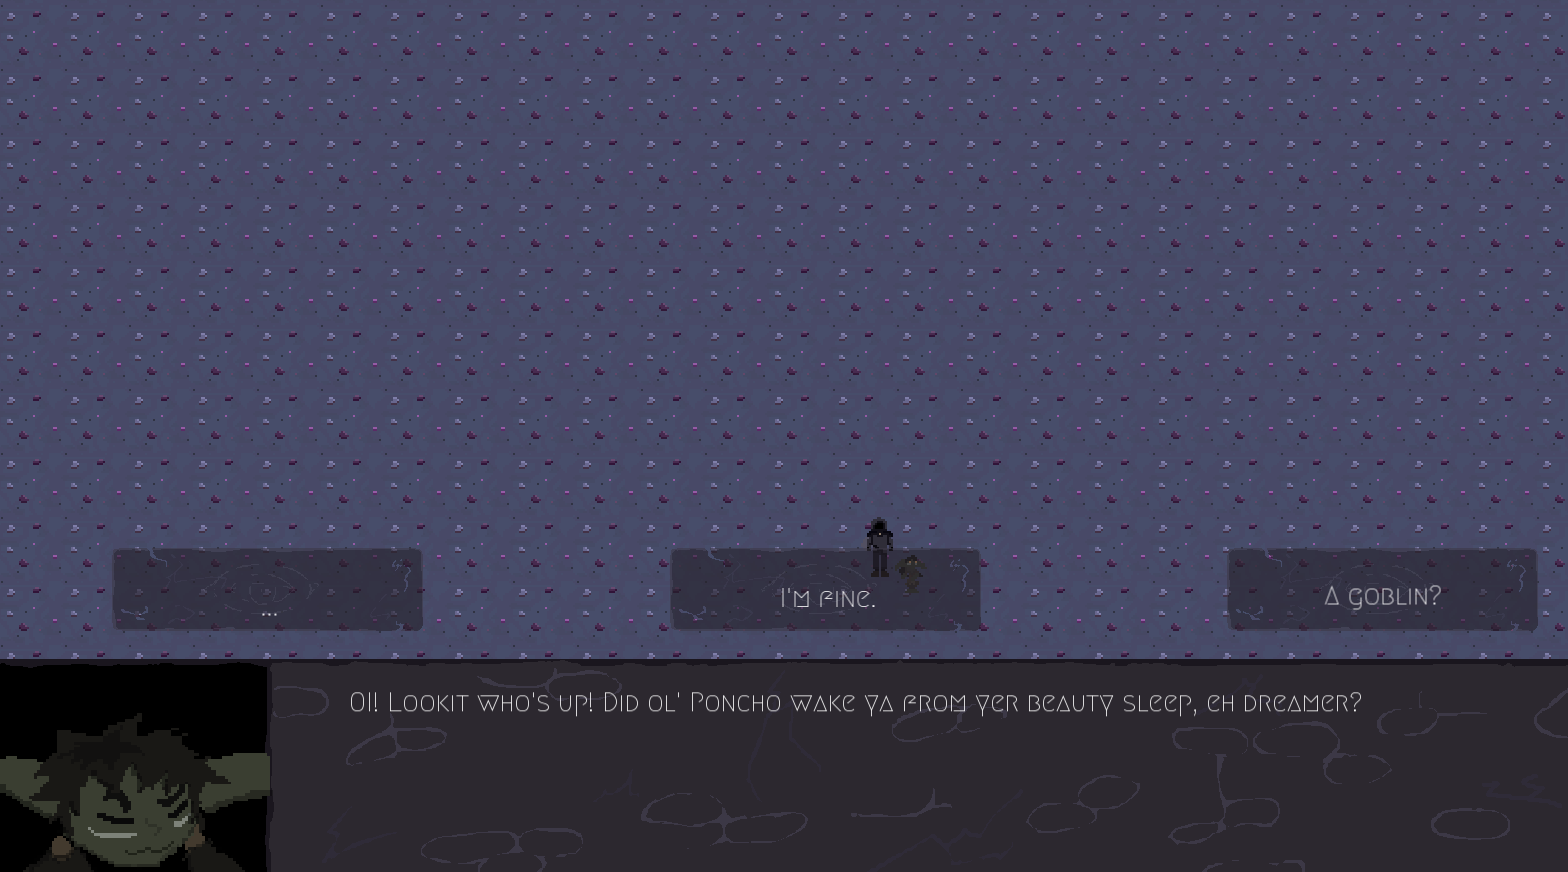 ...
I'm fine.
A goblin?
OI! Lookit who's up! Did ol' Poncho wake ya from yer beauty sleep, eh dreamer?